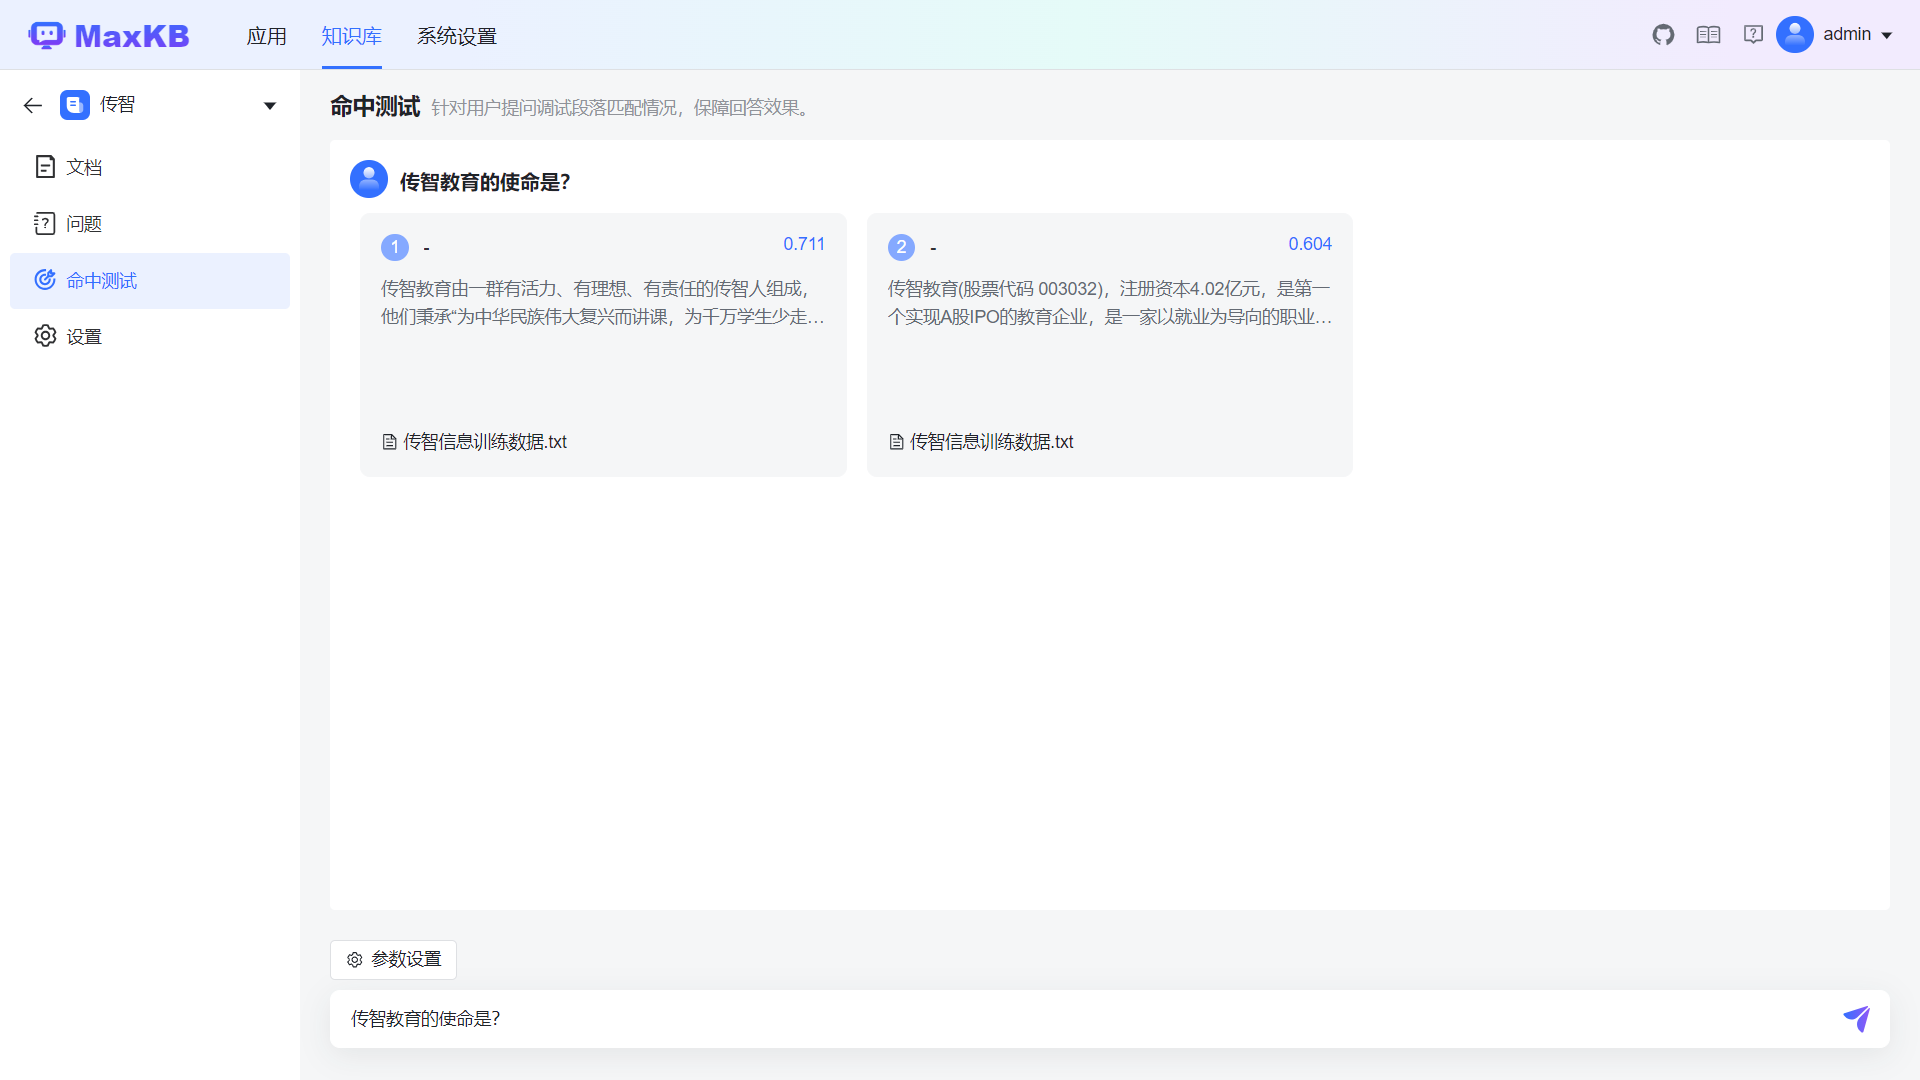 MaxKB
应用
知识库
系统设置
admin
传智
文档
问题
命中测试
设置
命中测试 针对用户提问调试段落匹配情况，保障回答效果。
传智教育的使命是?
1 - 0.711
传智教育由一群有活力、有理想、有责任的传智人组成，
他们秉承“为中华民族伟大复兴而讲课，为千万学生少走…
传智信息训练数据.txt
2 - 0.604
传智教育(股票代码 003032)，注册资本4.02亿元，是第一
个实现A股IPO的教育企业，是一家以就业为导向的职业…
传智信息训练数据.txt
参数设置
传智教育的使命是?